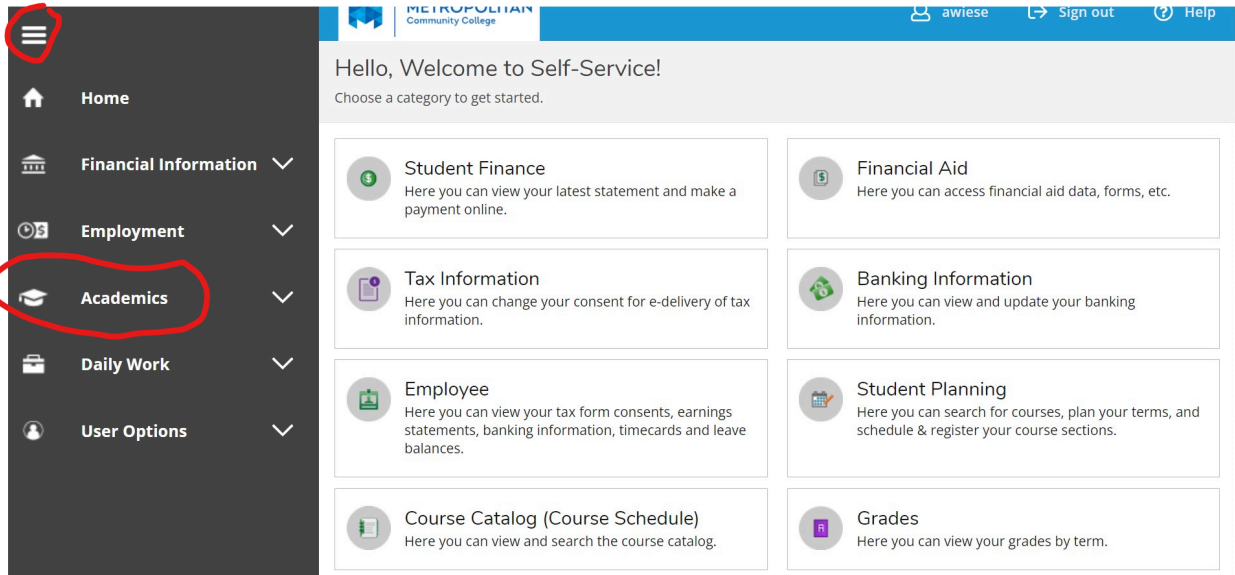 METROPOLITAN
Community College
awiese
Sign out
Help
Home
Financial Information
Employment
Academics
Daily Work
User Options
Hello, Welcome to Self-Service!
Choose a category to get started.
Student Finance
Here you can view your latest statement and make a
payment online.
Financial Aid
Here you can access financial aid data, forms, etc.
Tax Information
Here you can change your consent for e-delivery of tax
information.
Banking Information
Here you can view and update your banking
information.
Employee
Here you can view your tax form consents, earnings
statements, banking information, timecards and leave
balances.
Student Planning
Here you can search for courses, plan your terms, and
schedule & register your course sections.
Course Catalog (Course Schedule)
Here you can view and search the course catalog.
Grades
Here you can view your grades by term.